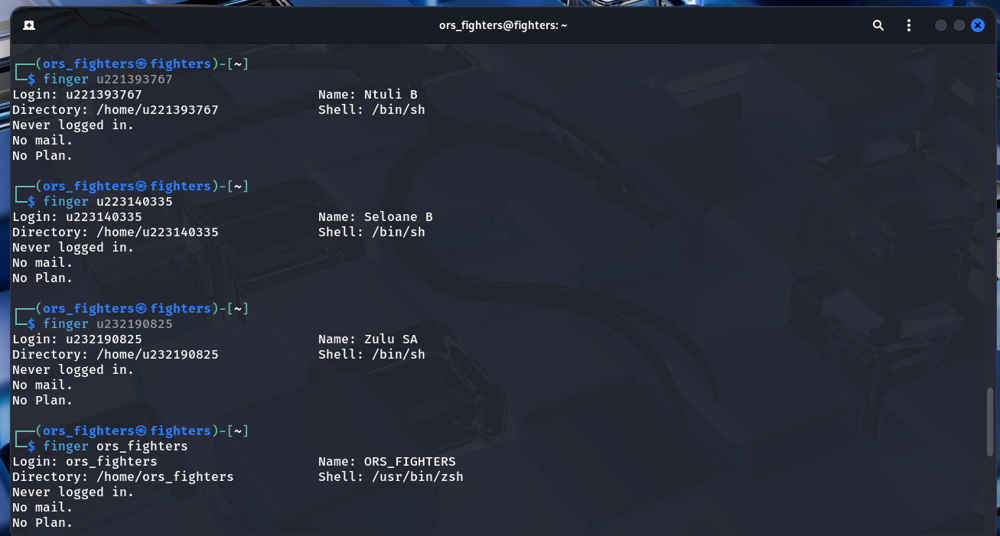 ors_fighters@fighters: ~
┌──(ors_fighters㉿fighters)-[~]
└─$ finger u221393767
Login: u221393767                       Name: Ntuli B
Directory: /home/u221393767             Shell: /bin/sh
Never logged in.
No mail.
No Plan.

┌──(ors_fighters㉿fighters)-[~]
└─$ finger u223140335
Login: u223140335                       Name: Seloane B
Directory: /home/u223140335             Shell: /bin/sh
Never logged in.
No mail.
No Plan.

┌──(ors_fighters㉿fighters)-[~]
└─$ finger u232190825
Login: u232190825                       Name: Zulu SA
Directory: /home/u232190825             Shell: /bin/sh
Never logged in.
No mail.
No Plan.

┌──(ors_fighters㉿fighters)-[~]
└─$ finger ors_fighters
Login: ors_fighters                     Name: ORS_FIGHTERS
Directory: /home/ors_fighters           Shell: /usr/bin/zsh
Never logged in.
No mail.
No Plan.